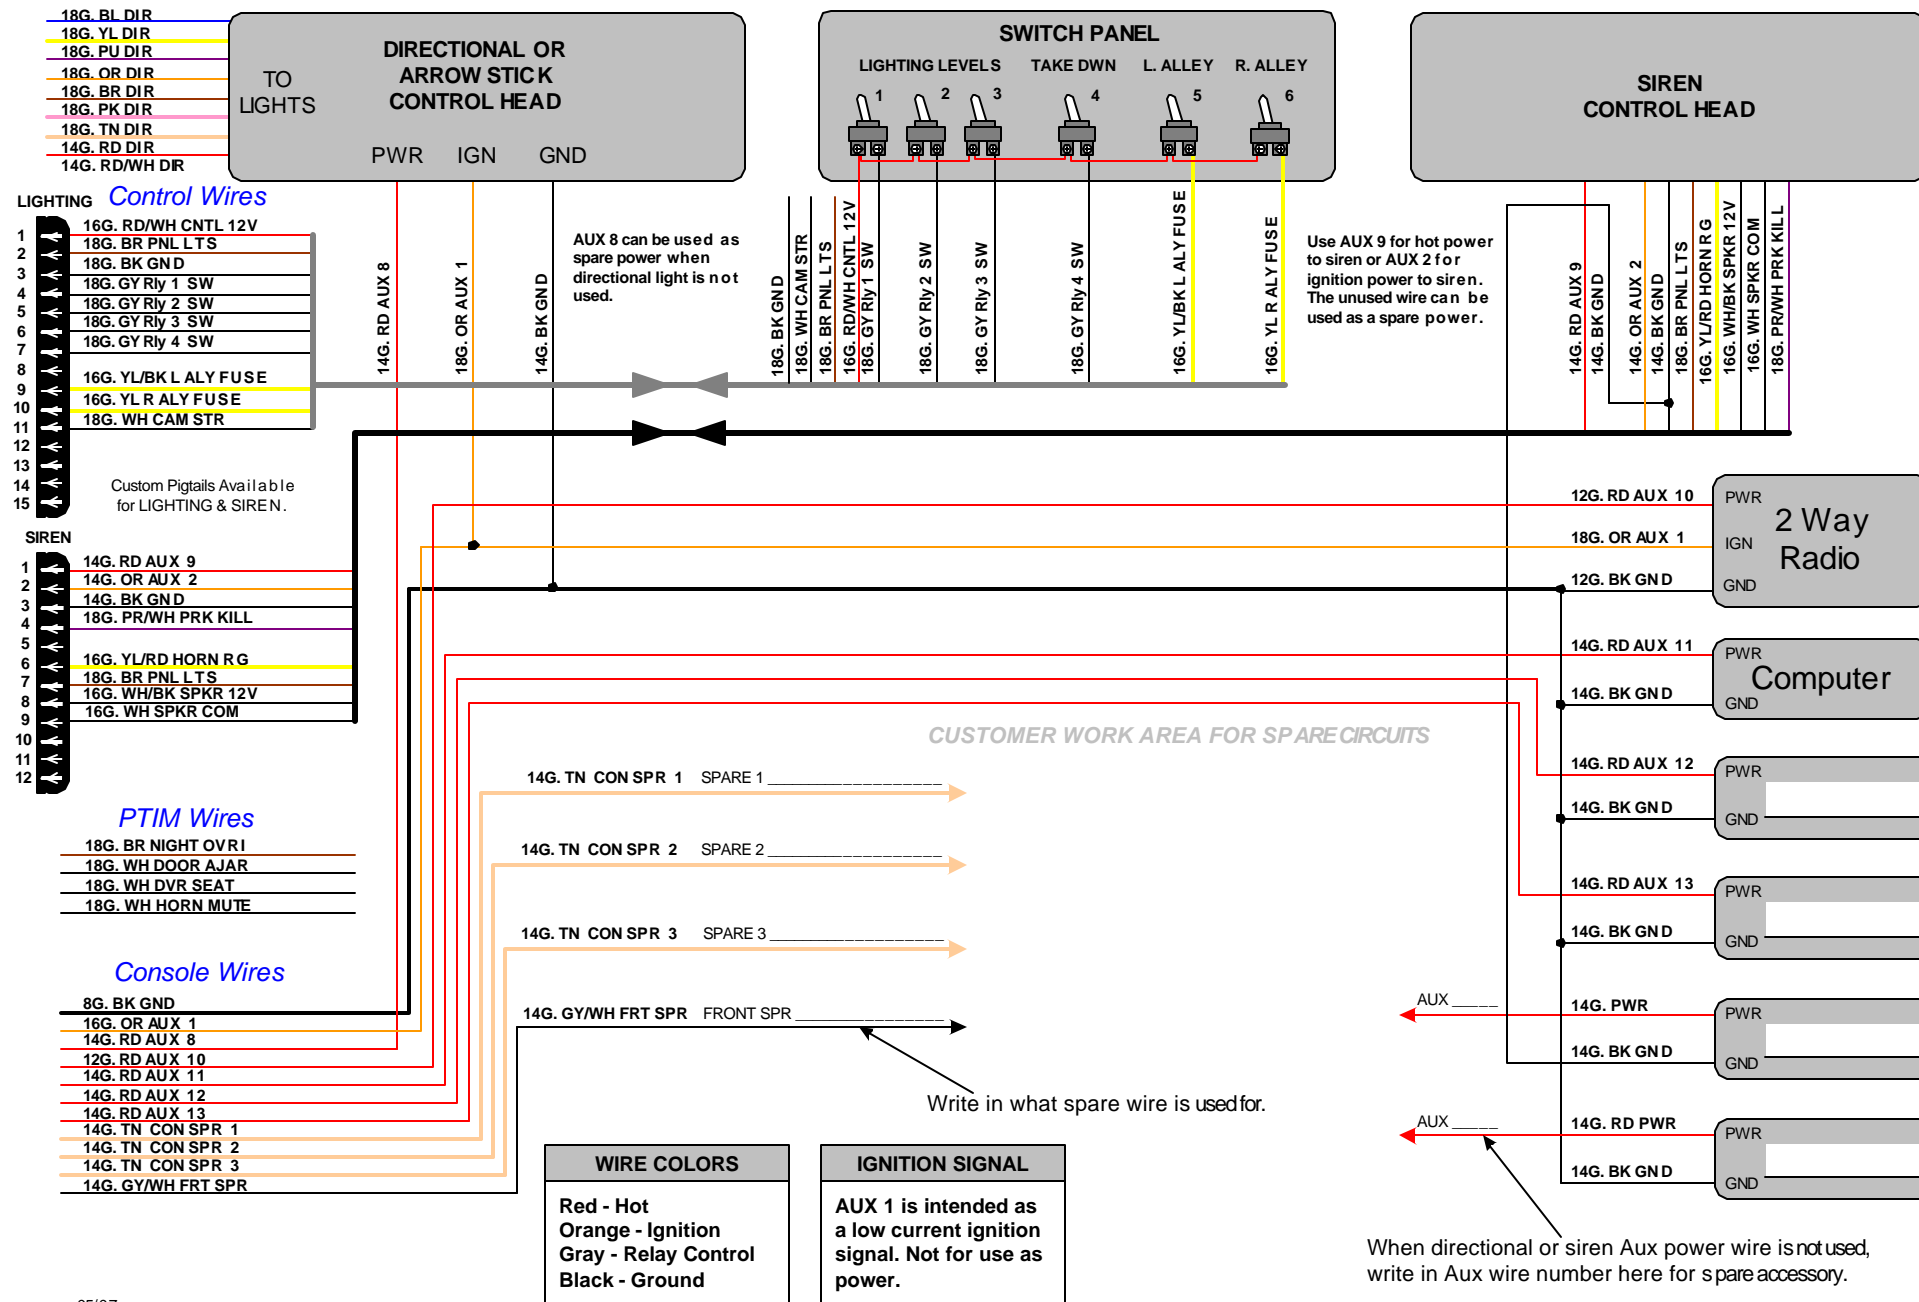 18G. BL DIR
18G. YL DIR
18G. PU DIR
18G. OR DIR
18G. BR DIR
18G. PK DIR
18G. TN DIR
14G. RD DIR
14G. RD/WH DIR
TO
LIGHTS
DIRECTIONAL OR
ARROW STICK
CONTROL HEAD
PWR IGN GND
SWITCH PANEL
LIGHTING LEVELS TAKE DWN L. ALLEY R. ALLEY
1 2 3 4 5 6
SIREN
CONTROL HEAD
LIGHTING
Control Wires
1 16G. RD/WH CNTL 12V
2 18G. BR PNL LTS
3 18G. BK GND
4 18G. GY Rly 1 SW
5 18G. GY Rly 2 SW
6 18G. GY Rly 3 SW
7 18G. GY Rly 4 SW
8
9 16G. YL/BK L ALY FUSE
10 16G. YL R ALY FUSE
11 18G. WH CAM STR
12
13
14
15
Custom Pigtails Available
for LIGHTING & SIREN.
14G. RD AUX 8
18G. OR AUX 1
14G. BK GND
AUX 8 can be used as
spare power when
directional light is not
used.
18G. BK GND
18G. WH CAM STR
18G. BR PNL LTS
16G. RD/WH CNTL 12V
18G. GY Rly 1 SW
18G. GY Rly 2 SW
18G. GY Rly 3 SW
18G. GY Rly 4 SW
16G. YL/BK L ALY FUSE
16G. YL R ALY FUSE
Use AUX 9 for hot power
to siren or AUX 2 for
ignition power to siren.
The unused wire can be
used as a spare power.
14G. RD AUX 9
14G. BK GND
14G. OR AUX 2
14G. BK GND
18G. BR PNL LTS
16G. YL/RD HORN RG
16G. WH/BK SPKR 12V
16G. WH SPKR COM
18G. PR/WH PRK KILL
SIREN
1 14G. RD AUX 9
2 14G. OR AUX 2
3 14G. BK GND
4 18G. PR/WH PRK KILL
5
6 16G. YL/RD HORN RG
7 18G. BR PNL LTS
8 16G. WH/BK SPKR 12V
9 16G. WH SPKR COM
10
11
12
12G. RD AUX 10 PWR
18G. OR AUX 1 IGN
12G. BK GND GND
2 Way
Radio
14G. RD AUX 11 PWR
Computer
14G. BK GND GND
14G. RD AUX 12 PWR
14G. BK GND GND
14G. RD AUX 13 PWR
14G. BK GND GND
AUX _____ 14G. PWR PWR
14G. BK GND GND
AUX _____ 14G. RD PWR PWR
14G. BK GND GND
CUSTOMER WORK AREA FOR SPARE CIRCUITS
14G. TN CON SPR 1 SPARE 1 __________________
14G. TN CON SPR 2 SPARE 2 __________________
14G. TN CON SPR 3 SPARE 3 __________________
14G. GY/WH FRT SPR FRONT SPR _______________
Write in what spare wire is used for.
PTIM Wires
18G. BR NIGHT OVRI
18G. WH DOOR AJAR
18G. WH DVR SEAT
18G. WH HORN MUTE
Console Wires
8G. BK GND
16G. OR AUX 1
14G. RD AUX 8
12G. RD AUX 10
14G. RD AUX 11
14G. RD AUX 12
14G. RD AUX 13
14G. TN CON SPR 1
14G. TN CON SPR 2
14G. TN CON SPR 3
14G. GY/WH FRT SPR
WIRE COLORS
Red - Hot
Orange - Ignition
Gray - Relay Control
Black - Ground
IGNITION SIGNAL
AUX 1 is intended as
a low current ignition
signal. Not for use as
power.
When directional or siren Aux power wire is not used,
write in Aux wire number here for spare accessory.